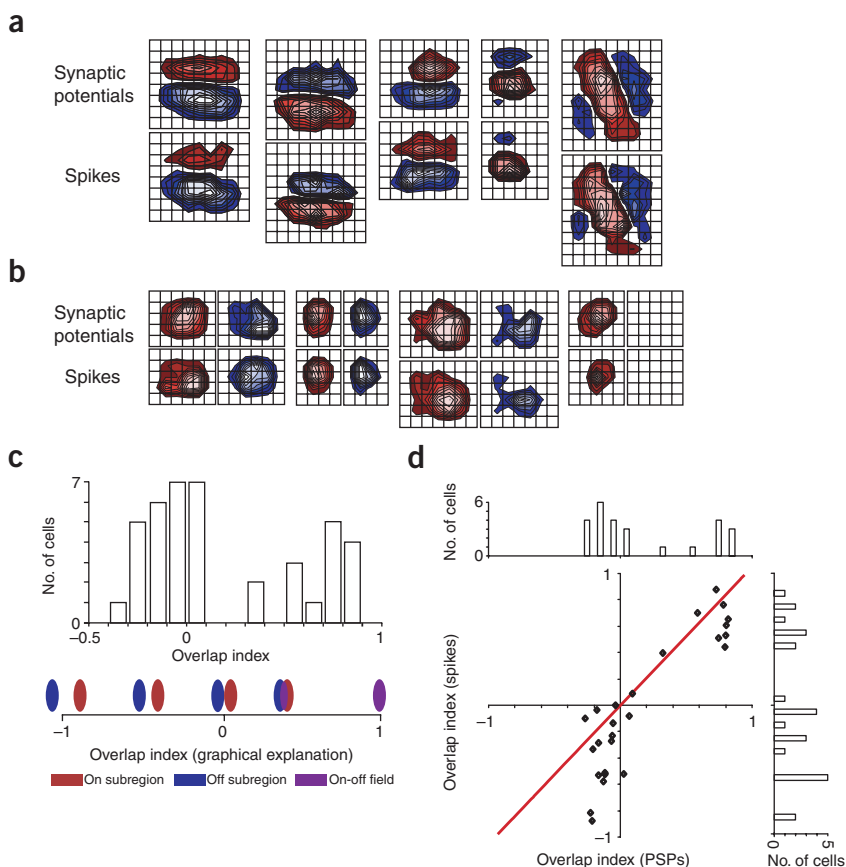 a
Synaptic
potentials
Spikes
b
Synaptic
potentials
Spikes
c
7
No. of cells
0
−0.5
0
1
Overlap index
−1
0
1
Overlap index (graphical explanation)
On subregion
Off subregion
On-off field
d
6
No. of cells
0
1
Overlap index (spikes)
-1
1
−1
Overlap index (PSPs)
0
5
No. of cells